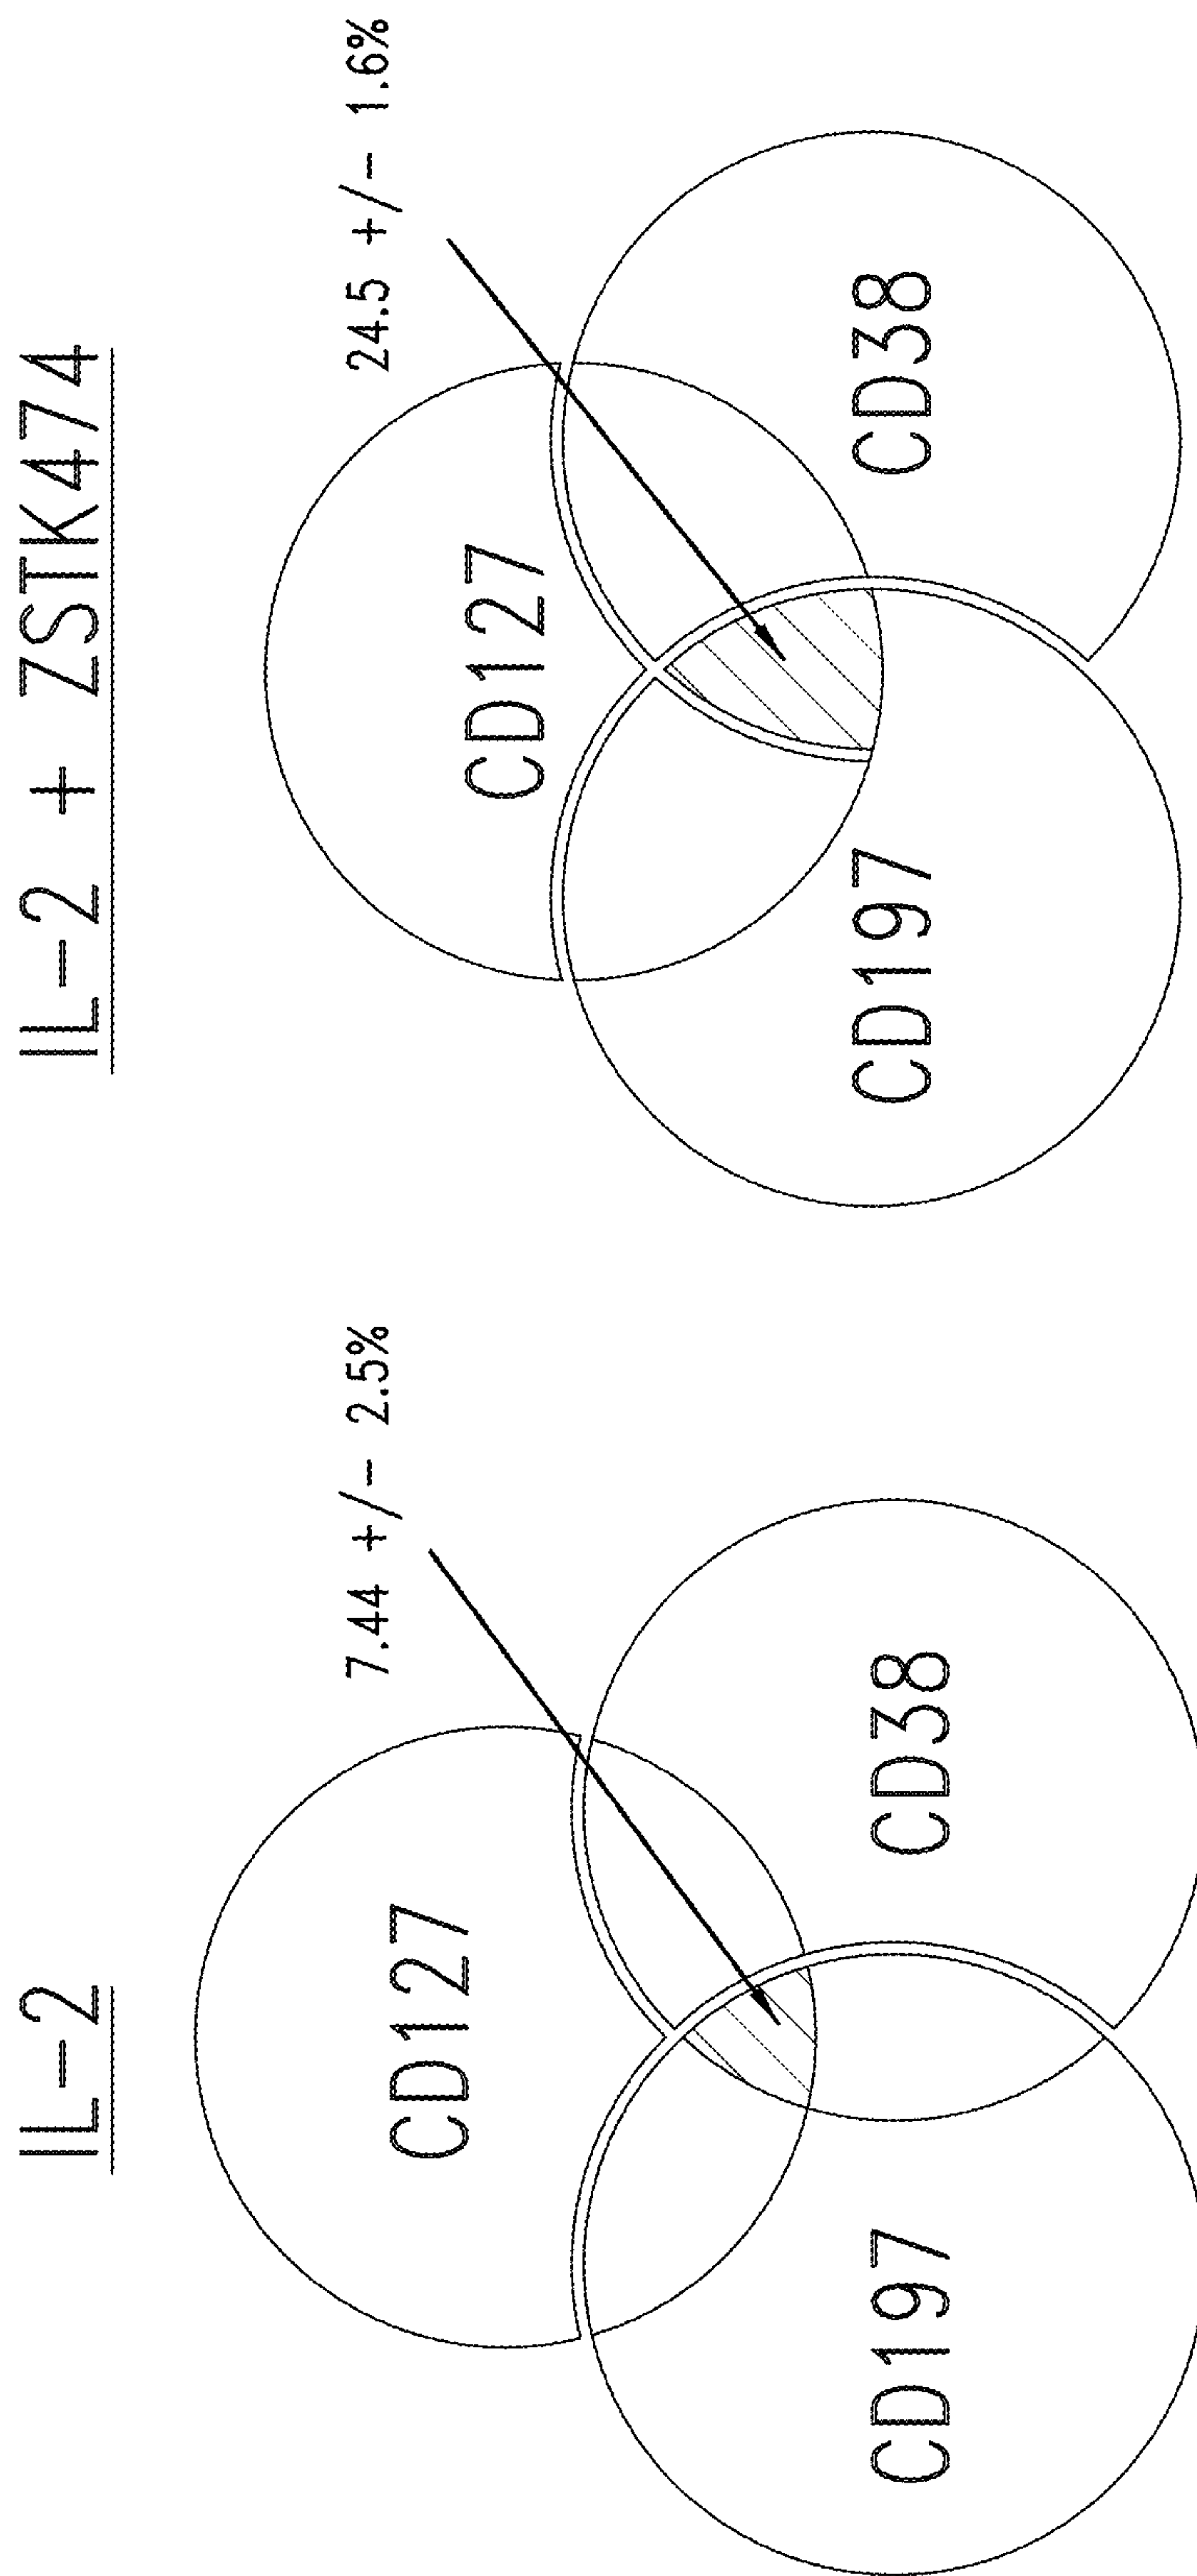 IL-2
7.44 +/- 2.5%
CD127
CD197
CD38
IL-2 + ZSTK474
24.5 +/- 1.6%
CD127
CD197
CD38